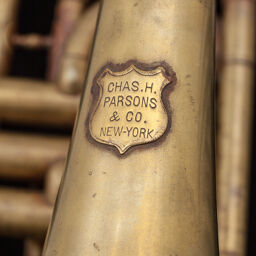 CHAS. H.
PARSONS
& CO.
NEW-YORK.